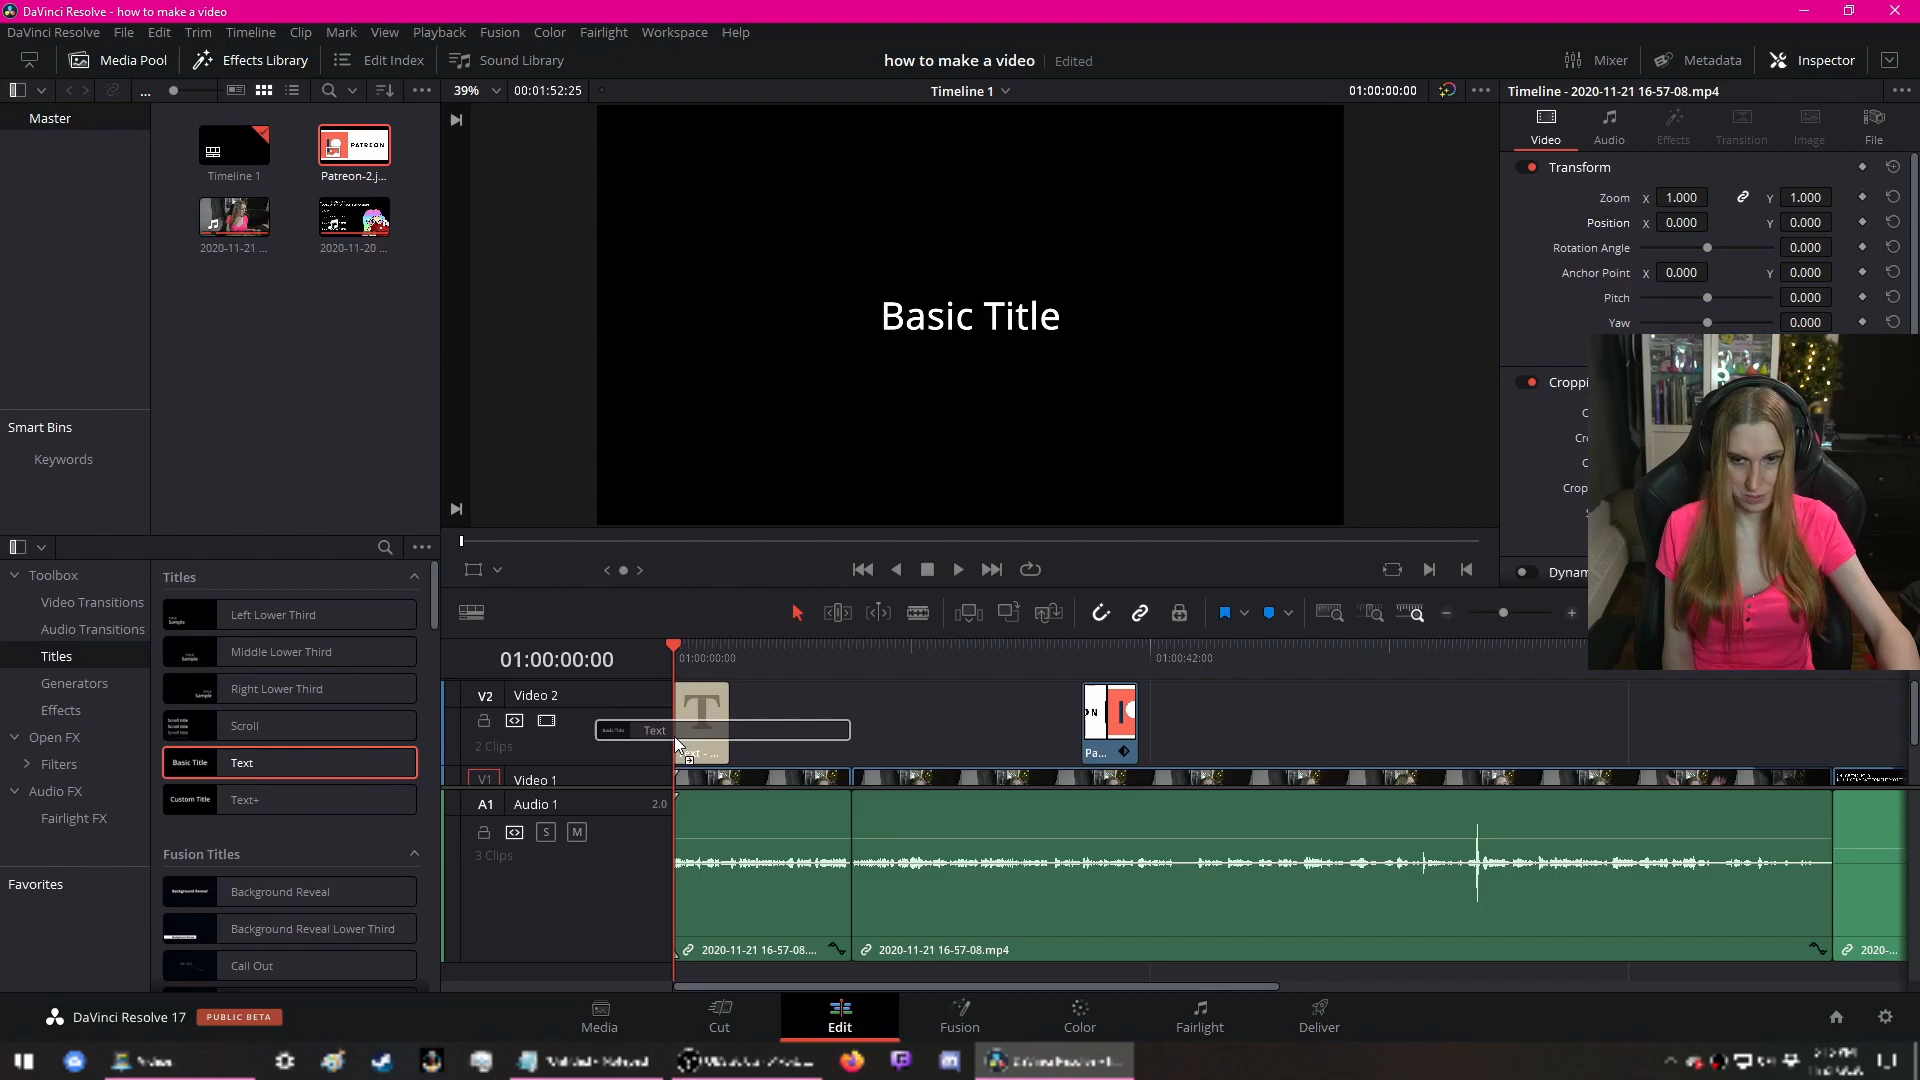 DaVinci Resolve - how to make a video
DaVinci Resolve File Edit Trim Timeline Clip Mark View Playback Fusion Color Fairlight Workspace Help
Media Pool Effects Library Edit Index Sound Library how to make a video Edited Mixer Metadata Inspector
... 39% 00:01:52:25 Timeline 1 01:00:00:00 Timeline - 2020-11-21 16-57-08.mp4
Master
Timeline 1 Patreon-2.j...
2020-11-21 ... 2020-11-20 ...
PATREON
Smart Bins
Keywords
Basic Title
Video Audio Effects Transition Image File
Transform
Zoom X 1.000 Y 1.000
Position X 0.000 Y 0.000
Rotation Angle 0.000
Anchor Point X 0.000 Y 0.000
Pitch 0.000
Yaw 0.000
Croppi
C
Cro
C
Crop
S
Dynam
Toolbox
Video Transitions
Audio Transitions
Titles
Generators
Effects
Open FX
Filters
Audio FX
Fairlight FX
Favorites
Titles
Left Lower Third
Middle Lower Third
Right Lower Third
Scroll
Basic Title Text
Custom Title Text+
Fusion Titles
Background Reveal
Background Reveal Lower Third
Call Out
01:00:00:00 01:00:00:00 01:00:42:00
V2 Video 2
2 Clips
Text
Pa...
V1 Video 1
A1 Audio 1 2.0
S M
3 Clips
2020-11-21 16-57-08.... 2020-11-21 16-57-08.mp4 2020-...
DaVinci Resolve 17 PUBLIC BETA
Media Cut Edit Fusion Color Fairlight Deliver